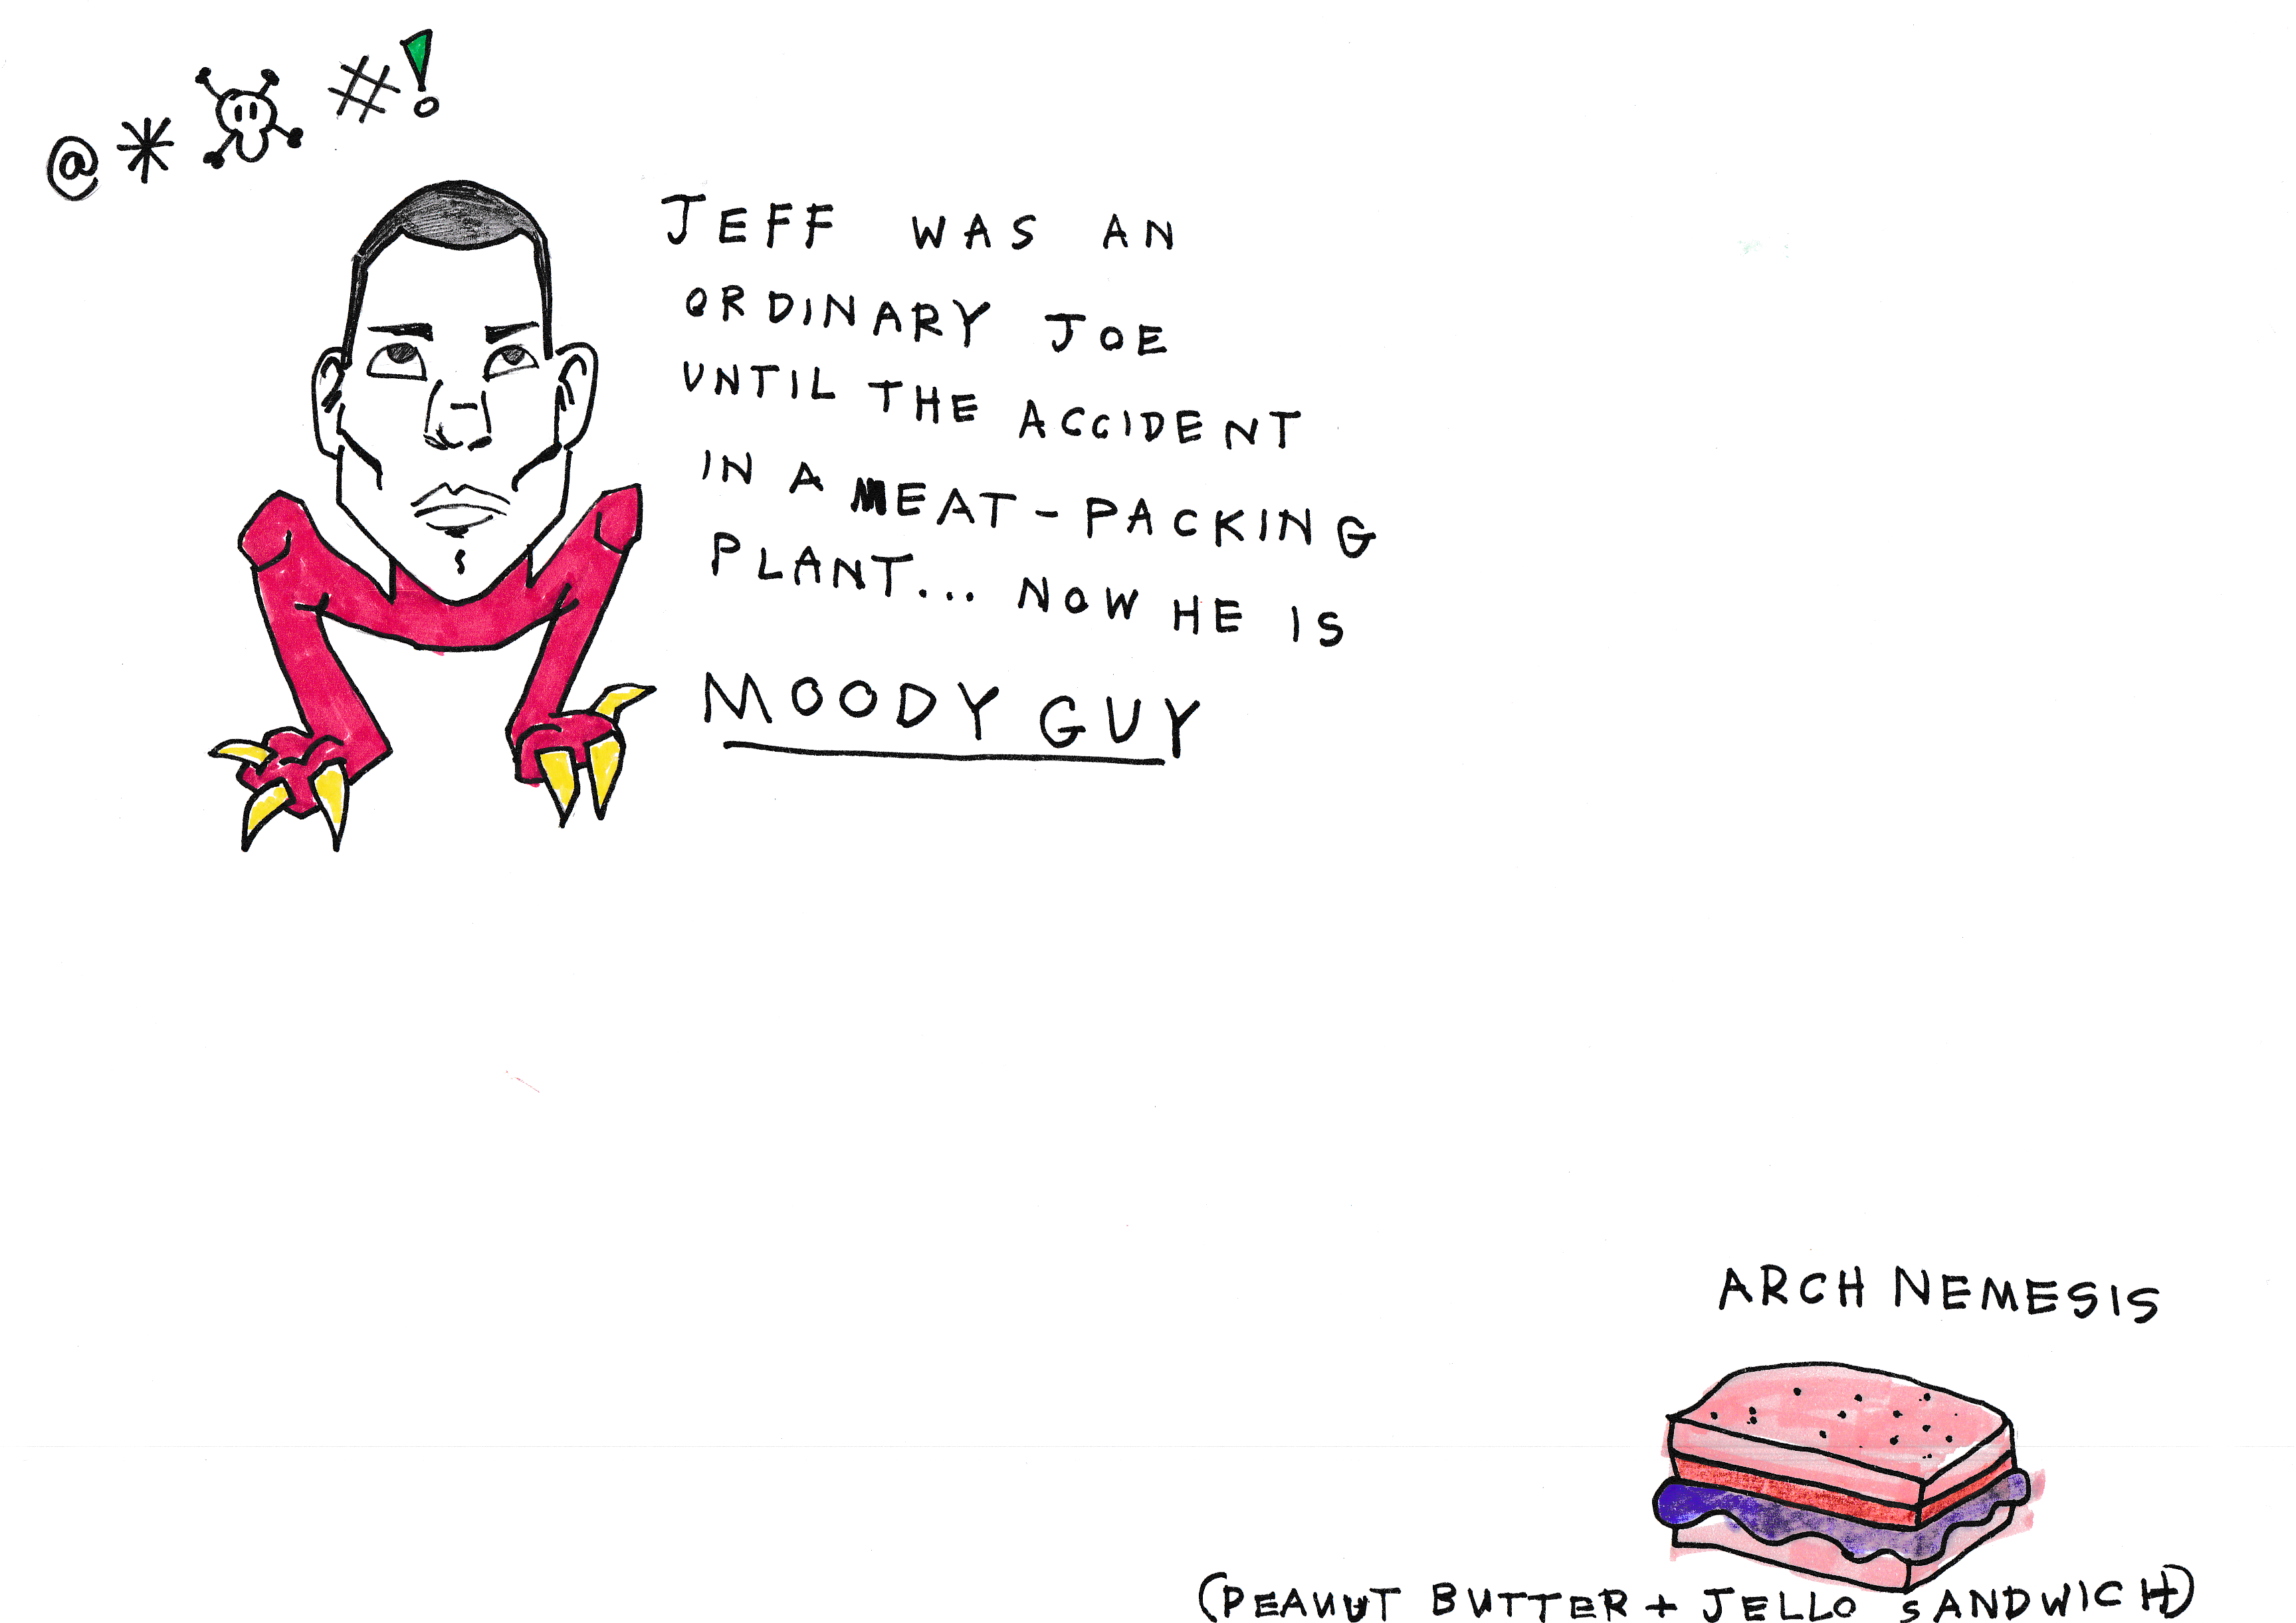 @*☠#!
JEFF WAS AN
ORDINARY JOE
UNTIL THE ACCIDENT
IN A MEAT-PACKING
PLANT... NOW HE IS
MOODY GUY
ARCH NEMESIS
(PEANUT BUTTER + JELLO SANDWICH)